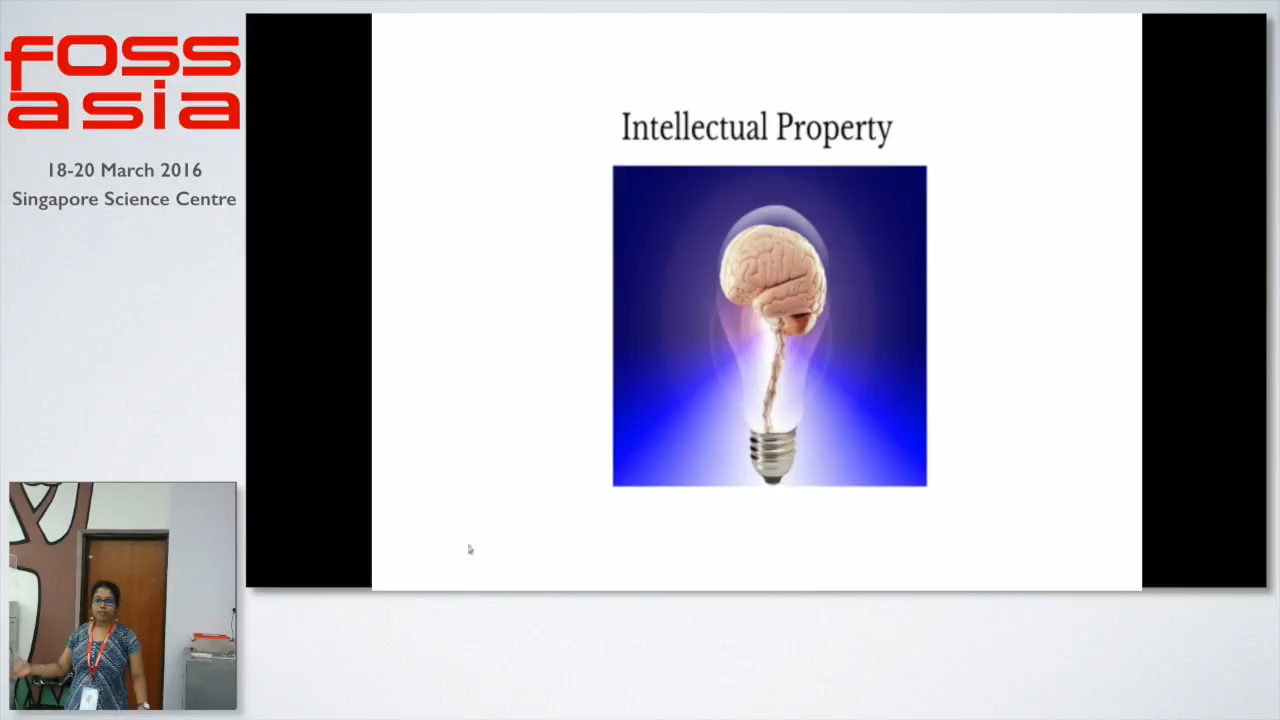 foss
asia
18-20 March 2016
Singapore Science Centre
Intellectual Property